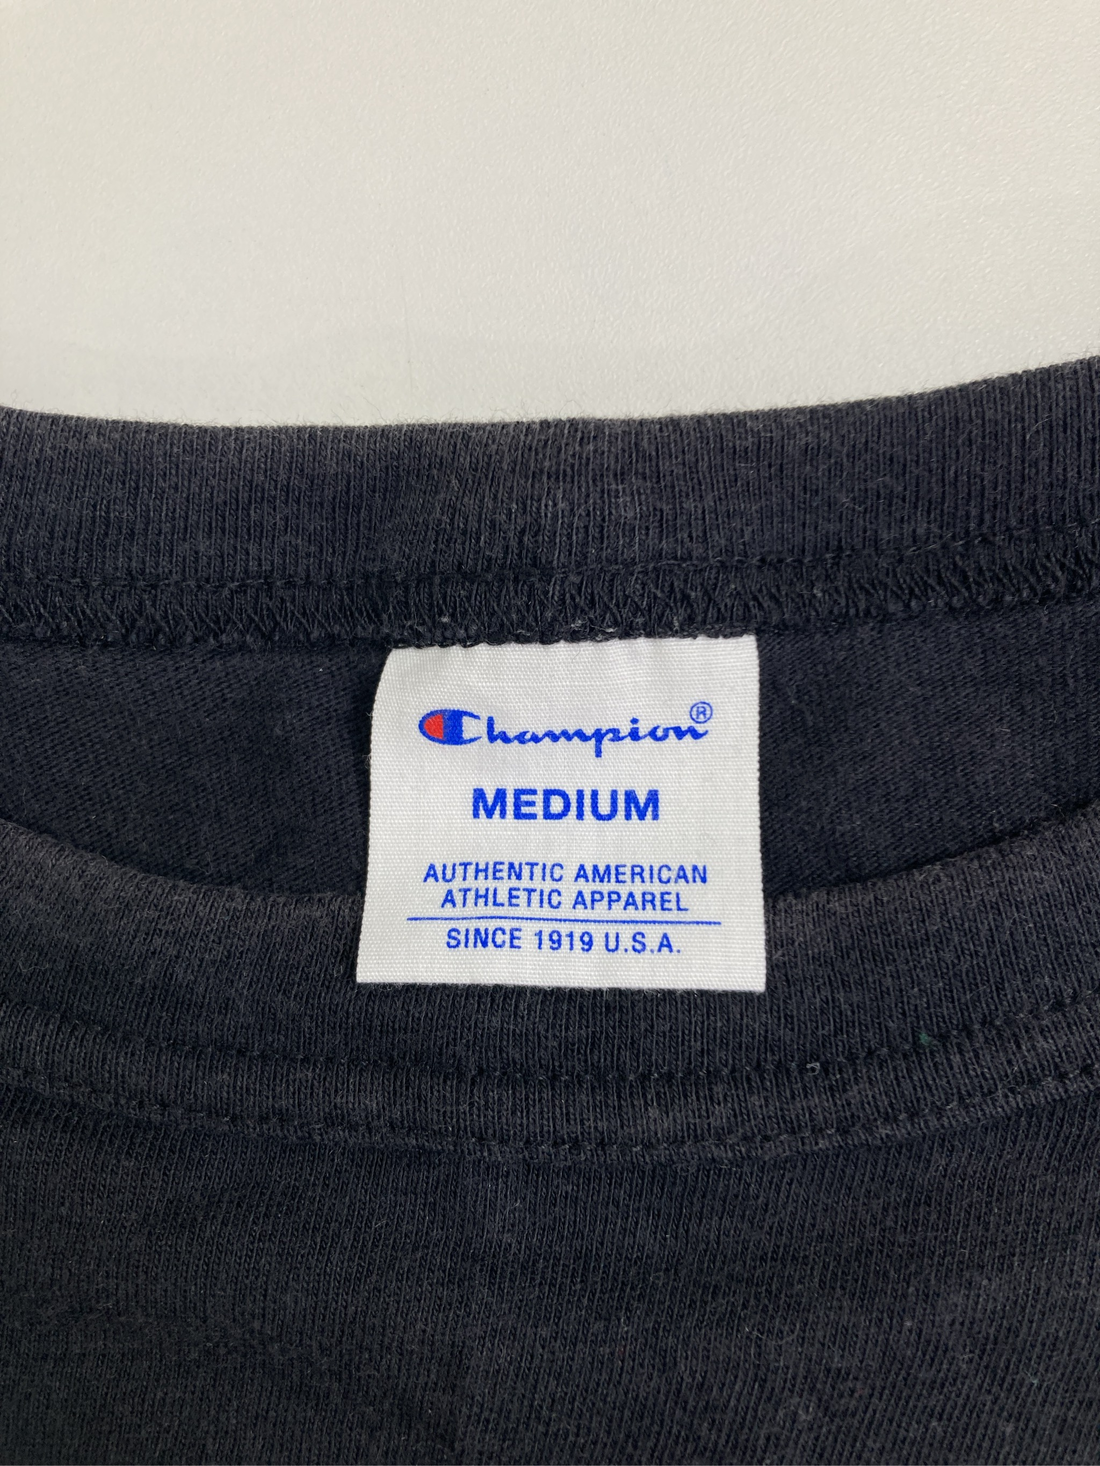 Champion®
MEDIUM
AUTHENTIC AMERICAN
ATHLETIC APPAREL
SINCE 1919 U.S.A.